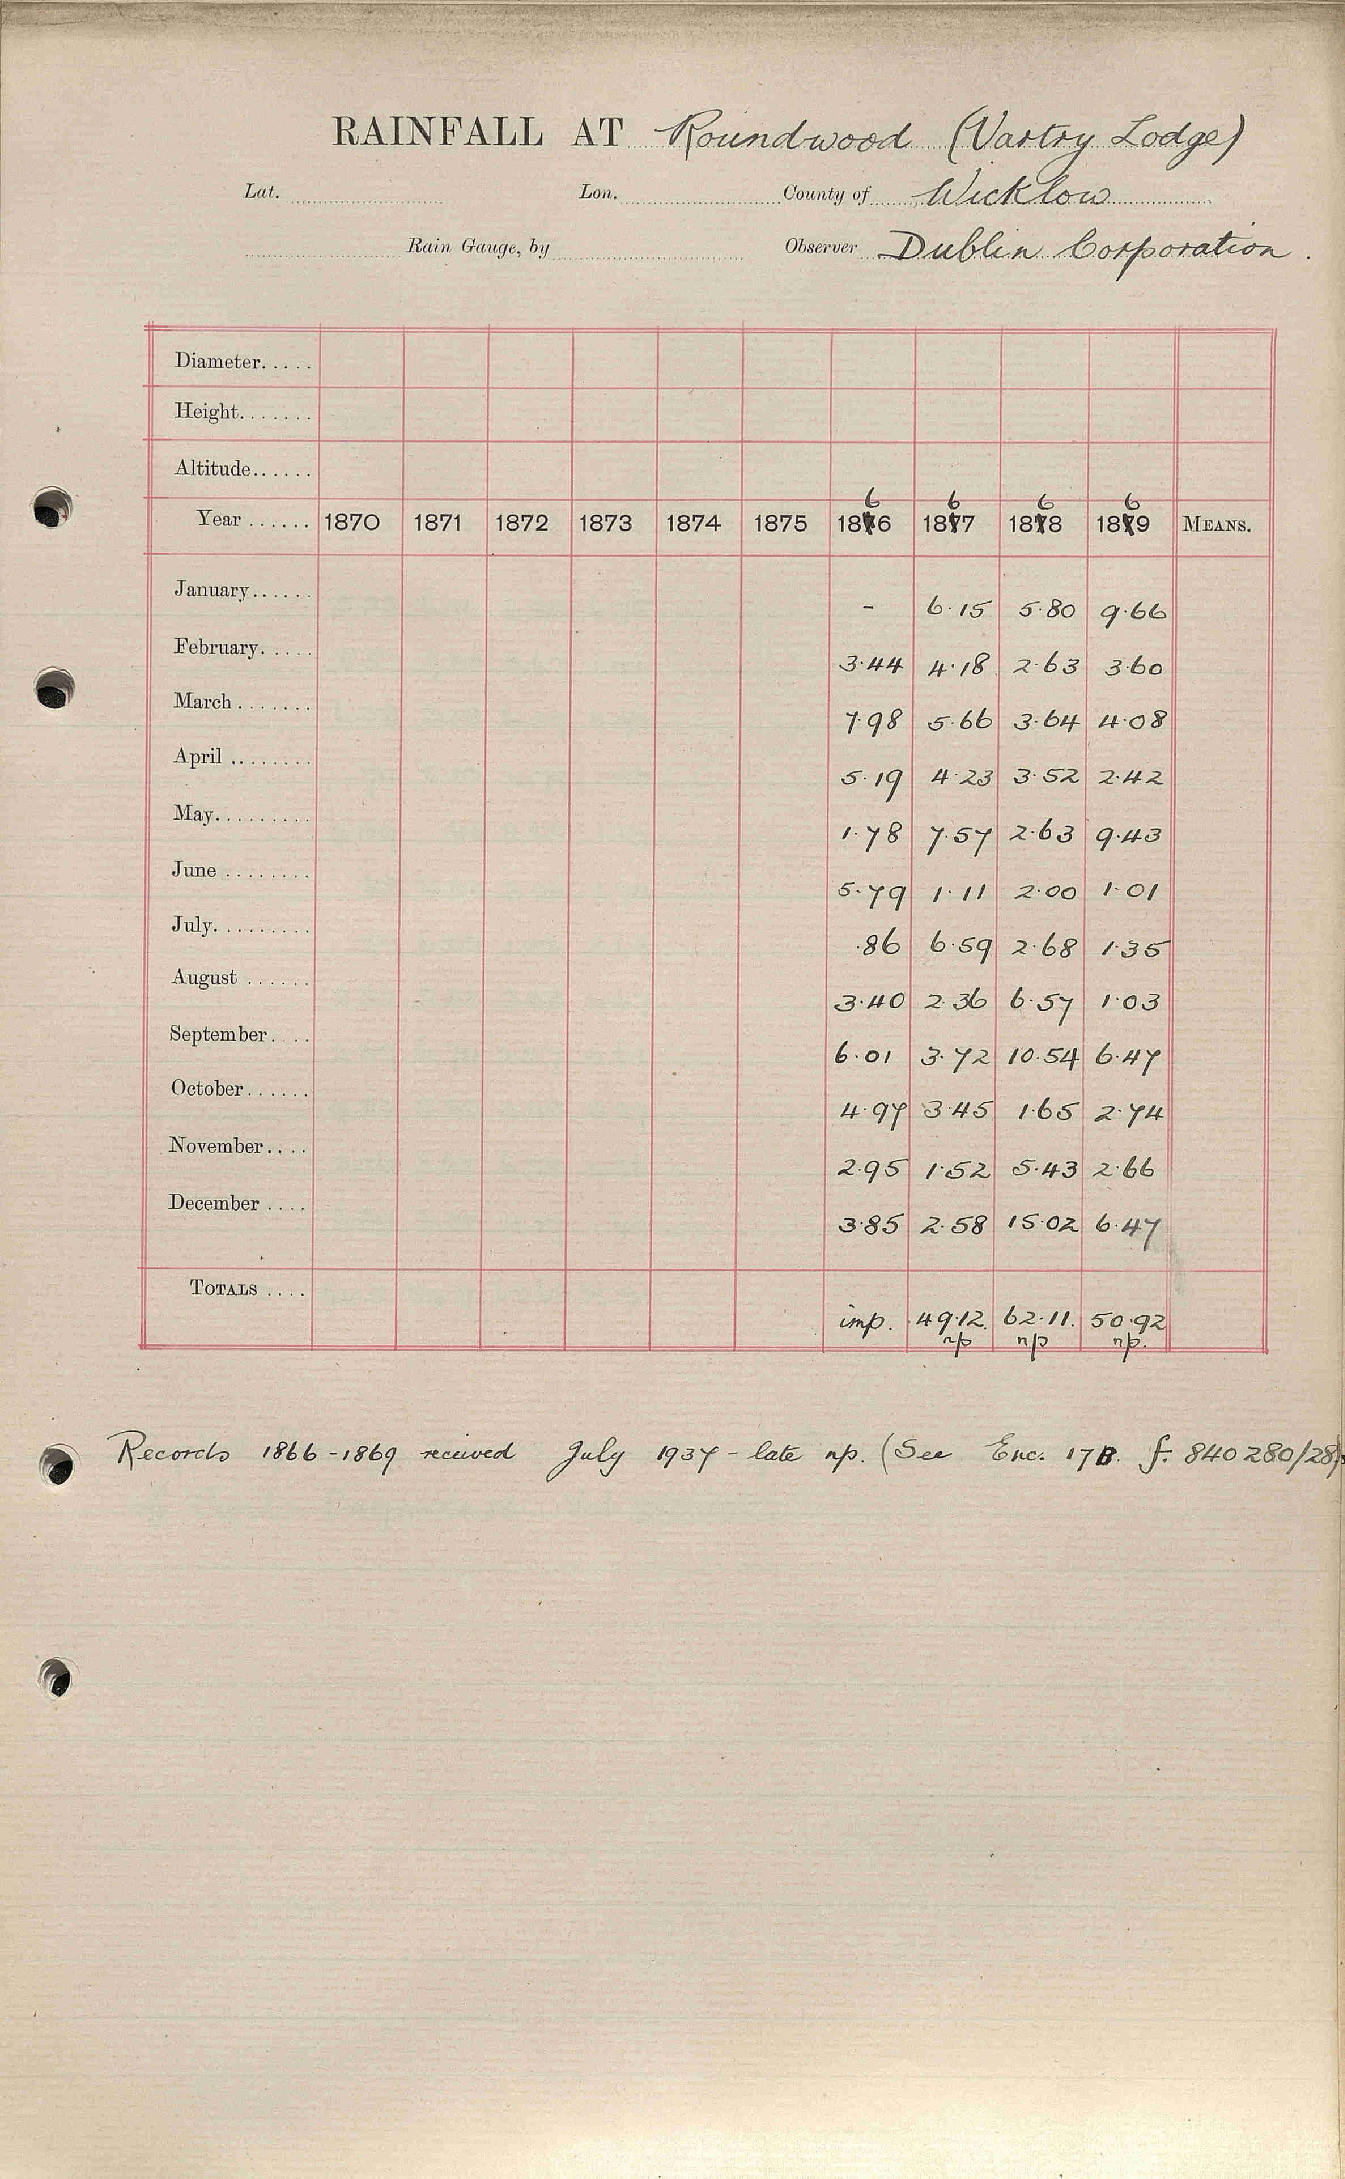 RAINFALL AT Roundwood (Vartry Lodge)
Lat. Lon. County of Wicklow
Rain Gauge, by Observer Dublin Corporation.
Diameter.....
Height.......
Altitude......
6 6 6 6
Year ...... 1870 1871 1872 1873 1874 1875 1876 1877 1878 1879 MEANS.
January......
- 6.15 5.80 9.66
February.....
3.44 4.18 2.63 3.60
March.......
7.98 5.66 3.64 4.08
April ........
5.19 4.23 3.52 2.42
May.........
1.78 7.57 2.63 9.43
June ........
5.79 1.11 2.00 1.01
July.........
.86 6.59 2.68 1.35
August ......
3.40 2.36 6.57 1.03
September....
6.01 3.72 10.54 6.47
October......
4.97 3.45 1.65 2.74
November....
2.95 1.52 5.43 2.66
December ....
3.85 2.58 15.02 6.47
TOTALS ....
imp. 49.12. 62.11. 50.92
np np np.
Records 1866-1869 received July 1937 - late np. (See Enc. 17B. f. 840280/28)